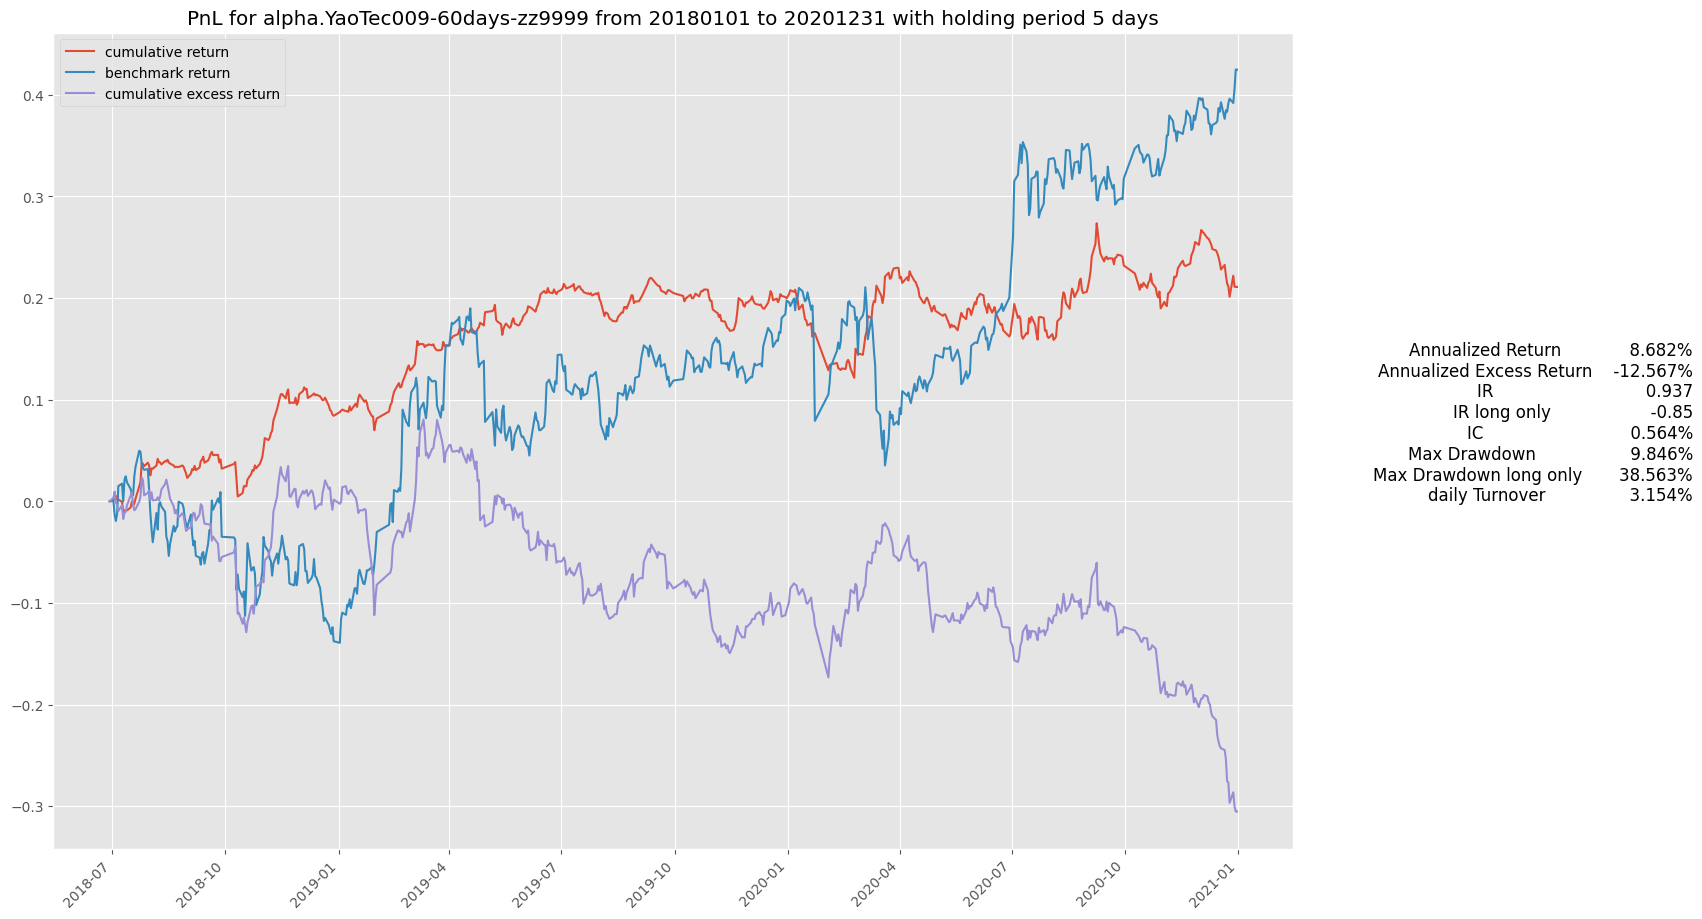 PnL for alpha.YaoTec009-60days-zz9999 from 20180101 to 20201231 with holding period 5 days
cumulative return
benchmark return
cumulative excess return
0.4
0.3
0.2
0.1
0.0
−0.1
−0.2
−0.3
2018-07
2018-10
2019-01
2019-04
2019-07
2019-10
2020-01
2020-04
2020-07
2020-10
2021-01
Annualized Return 8.682%
Annualized Excess Return -12.567%
IR 0.937
IR long only -0.85
IC 0.564%
Max Drawdown 9.846%
Max Drawdown long only 38.563%
daily Turnover 3.154%